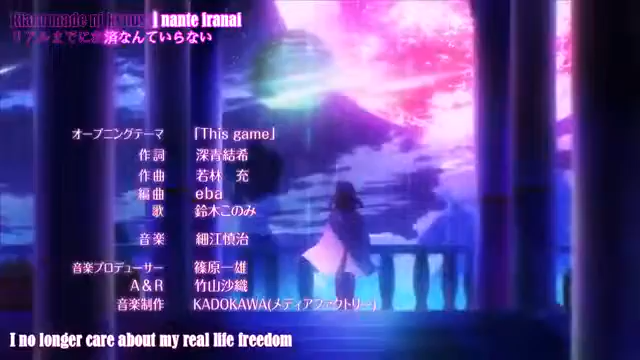 made ni
nante iranai
リアルまでに 済なんていらない
オープニングテーマ 「This game」
作詞 深青結希
作曲 若林 充
編曲 eba
歌 鈴木このみ
音楽 細江慎治
音楽プロデューサー 篠原一雄
A&R 竹山沙織
音楽制作 KADOKAWA(メディアファクトリー)
I no longer care about my real life freedom